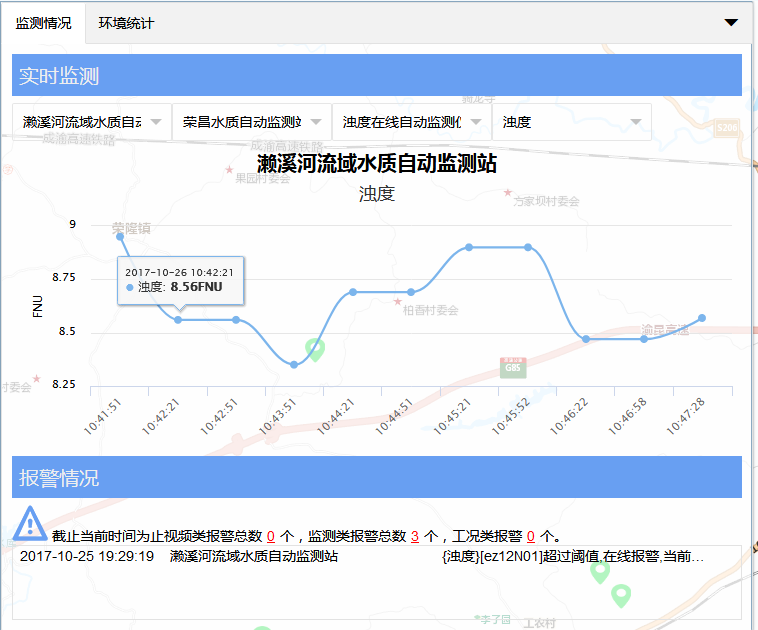 监测情况 环境统计
实时监测
濑溪河流域水质自动 荣昌水质自动监测站 浊度在线自动监测仪 浊度
成渝高速铁路
成渝高速铁路
S208
濑溪河流域水质自动监测站
果园村委会
浊度
方家坝村委会
9
荣隆镇
2017-10-26 10:42:21
浊度: 8.56FNU
8.75
FNU
柏香村委会
8.5
渝昆高速
G85
8.25
村委会
10:41:51 10:42:21 10:42:51 10:43:51 10:44:21 10:44:51 10:45:21 10:45:52 10:46:22 10:46:58 10:47:28
报警情况
截止当前时间为止视频类报警总数 0 个，监测类报警总数 3 个，工况类报警 0 个。
2017-10-25 19:29:19 濑溪河流域水质自动监测站 {浊度}[ez12N01]超过阈值,在线报警,当前...
李子园
工农村